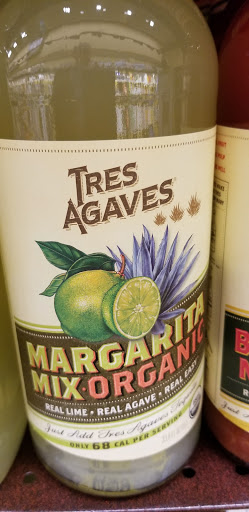 TRES
AGAVES
MARGARITA
MIX.ORGANIC
REAL LIME • REAL AGAVE • REAL EASY
Just Add Tres Agaves Tequila
ONLY 68 CAL PER SERVING
B
M
R
Just